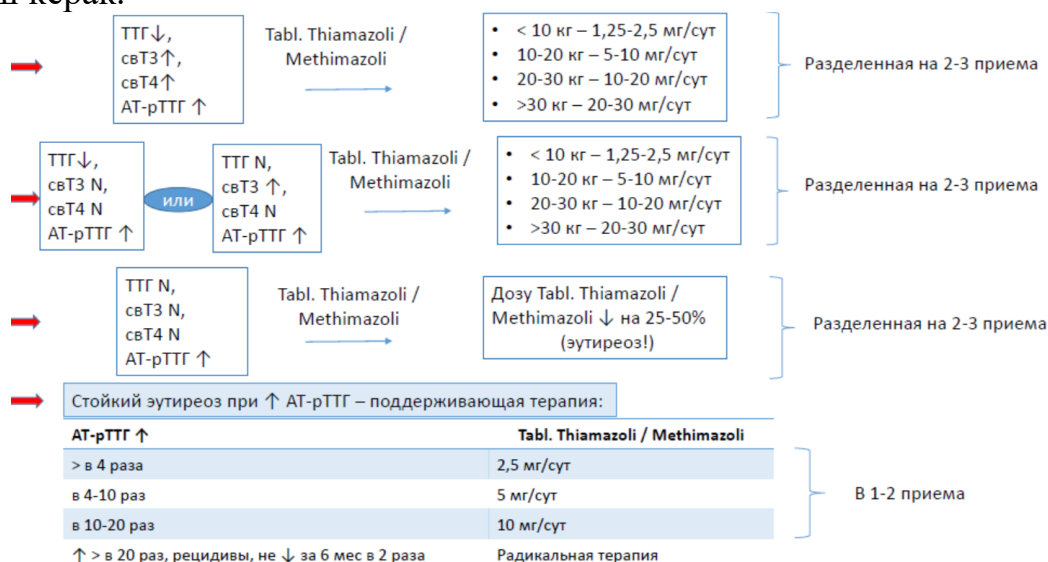 керак.
ТТГ↓,
свТ3↑,
свТ4↑
АТ-рТТГ ↑
Tabl. Thiamazoli /
Methimazoli
• < 10 кг – 1,25-2,5 мг/сут
• 10-20 кг – 5-10 мг/сут
• 20-30 кг – 10-20 мг/сут
• >30 кг – 20-30 мг/сут
Разделенная на 2-3 приема
ТТГ↓,
свТ3 N,
свТ4 N
АТ-рТТГ ↑
или
ТТГ N,
свТ3 ↑,
свТ4 N
АТ-рТТГ ↑
Tabl. Thiamazoli /
Methimazoli
• < 10 кг – 1,25-2,5 мг/сут
• 10-20 кг – 5-10 мг/сут
• 20-30 кг – 10-20 мг/сут
• >30 кг – 20-30 мг/сут
Разделенная на 2-3 приема
ТТГ N,
свТ3 N,
свТ4 N
АТ-рТТГ ↑
Tabl. Thiamazoli /
Methimazoli
Дозу Tabl. Thiamazoli /
Methimazoli ↓ на 25-50%
(эутиреоз!)
Разделенная на 2-3 приема
Стойкий эутиреоз при ↑ АТ-рТТГ – поддерживающая терапия:
АТ-рТТГ ↑ Tabl. Thiamazoli / Methimazoli
> в 4 раза 2,5 мг/сут
в 4-10 раз 5 мг/сут
в 10-20 раз 10 мг/сут
↑ > в 20 раз, рецидивы, не ↓ за 6 мес в 2 раза Радикальная терапия
В 1-2 приема